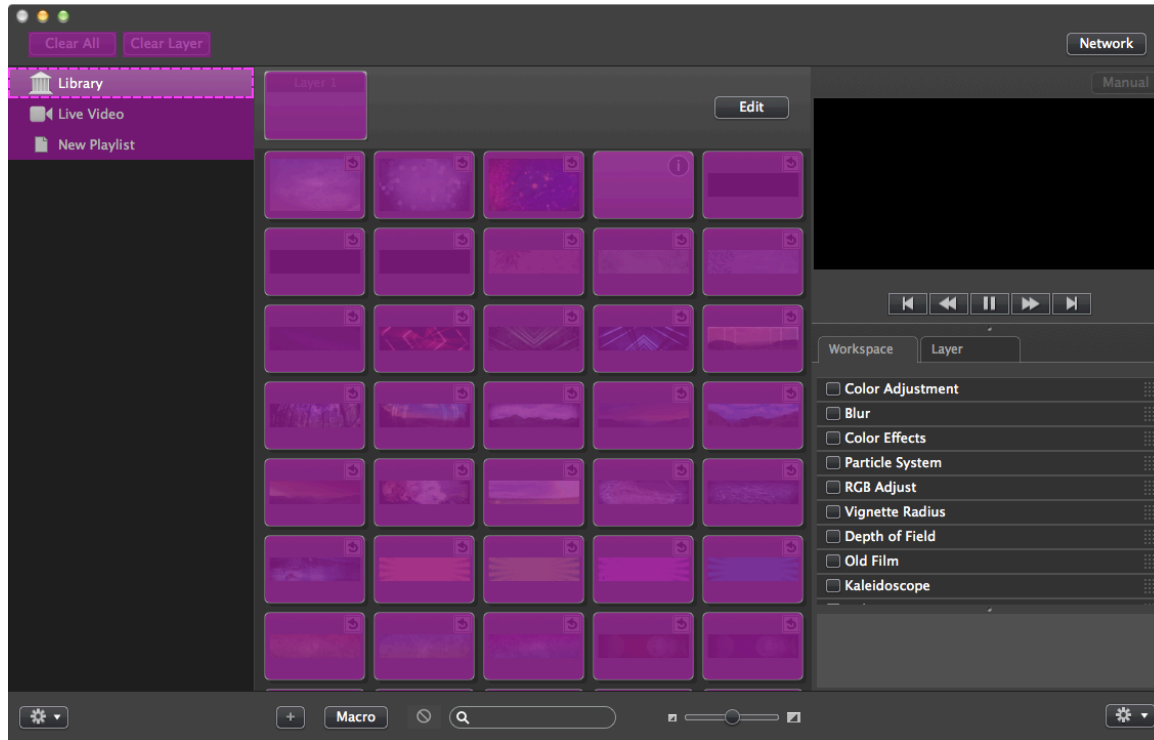 Clear All
Clear Layer
Network
Library
Live Video
New Playlist
Layer 1
Edit
Manual
Workspace
Layer
Color Adjustment
Blur
Color Effects
Particle System
RGB Adjust
Vignette Radius
Depth of Field
Old Film
Kaleidoscope
Macro